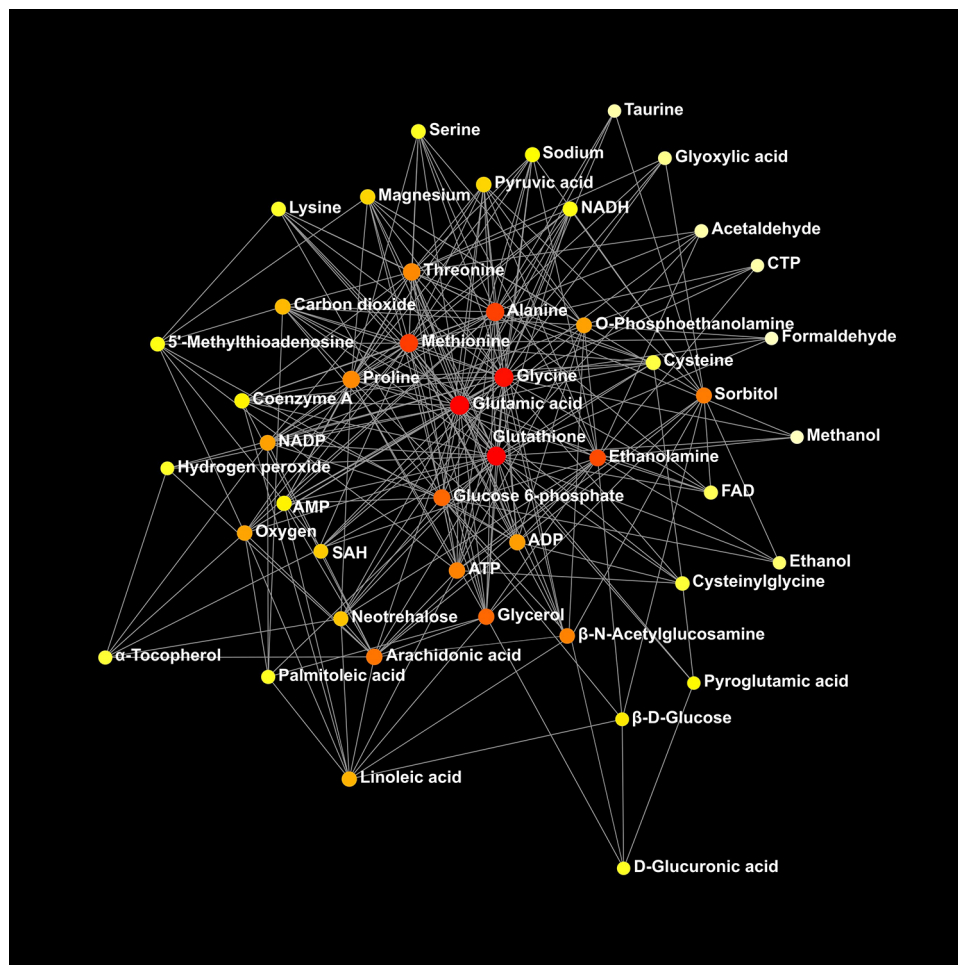 Taurine
Serine
Sodium
Glyoxylic acid
Pyruvic acid
Magnesium
Lysine
NADH
Acetaldehyde
CTP
Threonine
Carbon dioxide
Alanine
O-Phosphoethanolamine
Formaldehyde
5'-Methylthioadenosine
Methionine
Cysteine
Proline
Glycine
Sorbitol
Coenzyme A
Glutamic acid
Methanol
NADP
Glutathione
Ethanolamine
Hydrogen peroxide
FAD
Glucose 6-phosphate
AMP
Oxygen
ADP
SAH
Ethanol
ATP
Cysteinylglycine
Neotrehalose
Glycerol
β-N-Acetylglucosamine
α-Tocopherol
Arachidonic acid
Palmitoleic acid
Pyroglutamic acid
β-D-Glucose
Linoleic acid
D-Glucuronic acid